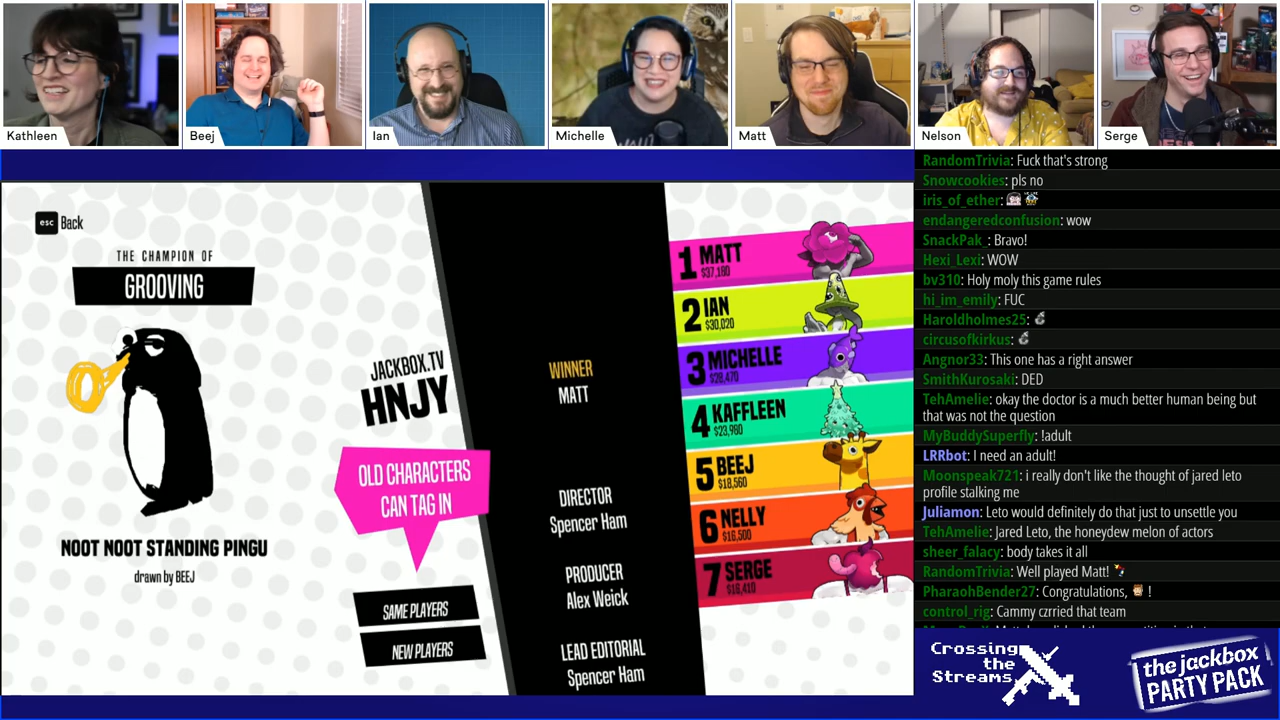 Kathleen
Beej
Ian
Michelle
Matt
Nelson
Serge
esc Back
THE CHAMPION OF
GROOVING
NOOT NOOT STANDING PINGU
drawn by BEEJ
JACKBOX.TV
HNJY
OLD CHARACTERS
CAN TAG IN
SAME PLAYERS
NEW PLAYERS
WINNER
MATT
DIRECTOR
Spencer Ham
PRODUCER
Alex Weick
LEAD EDITORIAL
Spencer Ham
1 MATT
$37,160
2 IAN
$30,020
3 MICHELLE
$28,470
4 KAFFLEEN
$23,980
5 BEEJ
$18,560
6 NELLY
$16,500
7 SERGE
RandomTrivia: Fuck that's strong
Snowcookies: pls no
iris_of_ether:
endangeredconfusion: wow
SnackPak_: Bravo!
Hexi_Lexi: WOW
bv310: Holy moly this game rules
hi_im_emily: FUC
Haroldholmes25:
circusofkirkus:
Angnor33: This one has a right answer
SmithKurosaki: DED
TehAmelie: okay the doctor is a much better human being but
that was not the question
MyBuddySuperfly: !adult
LRRbot: I need an adult!
Moonspeak721: i really don't like the thought of jared leto
profile stalking me
Juliamon: Leto would definitely do that just to unsettle you
TehAmelie: Jared Leto, the honeydew melon of actors
sheer_falacy: body takes it all
RandomTrivia: Well played Matt!
PharaohBender27: Congratulations, !
control_rig: Cammy czrried that team
Crossing
the
Streams
the jackbox
PARTY PACK